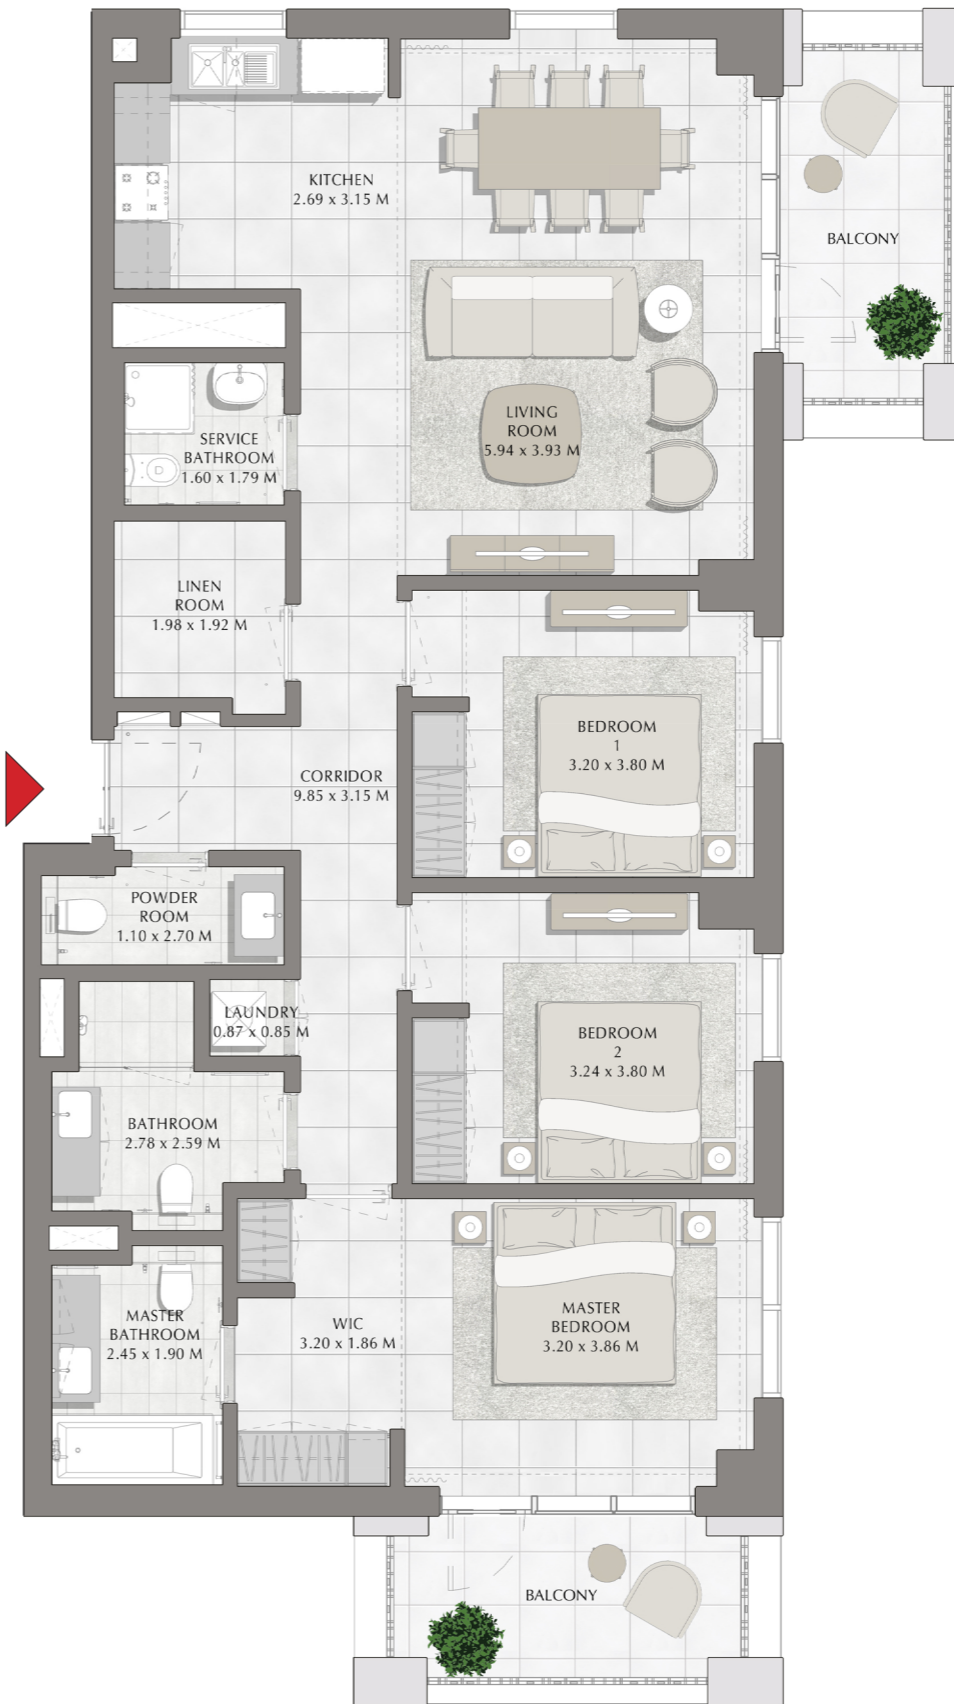 KITCHEN
2.69 x 3.15 M
BALCONY
LIVING
ROOM
5.94 x 3.93 M
SERVICE
BATHROOM
1.60 x 1.79 M
LINEN
ROOM
1.98 x 1.92 M
BEDROOM
1
3.20 x 3.80 M
CORRIDOR
9.85 x 3.15 M
POWDER
ROOM
1.10 x 2.70 M
LAUNDRY
0.87 x 0.85 M
BEDROOM
2
3.24 x 3.80 M
BATHROOM
2.78 x 2.59 M
MASTER
BATHROOM
2.45 x 1.90 M
WIC
3.20 x 1.86 M
MASTER
BEDROOM
3.20 x 3.86 M
BALCONY